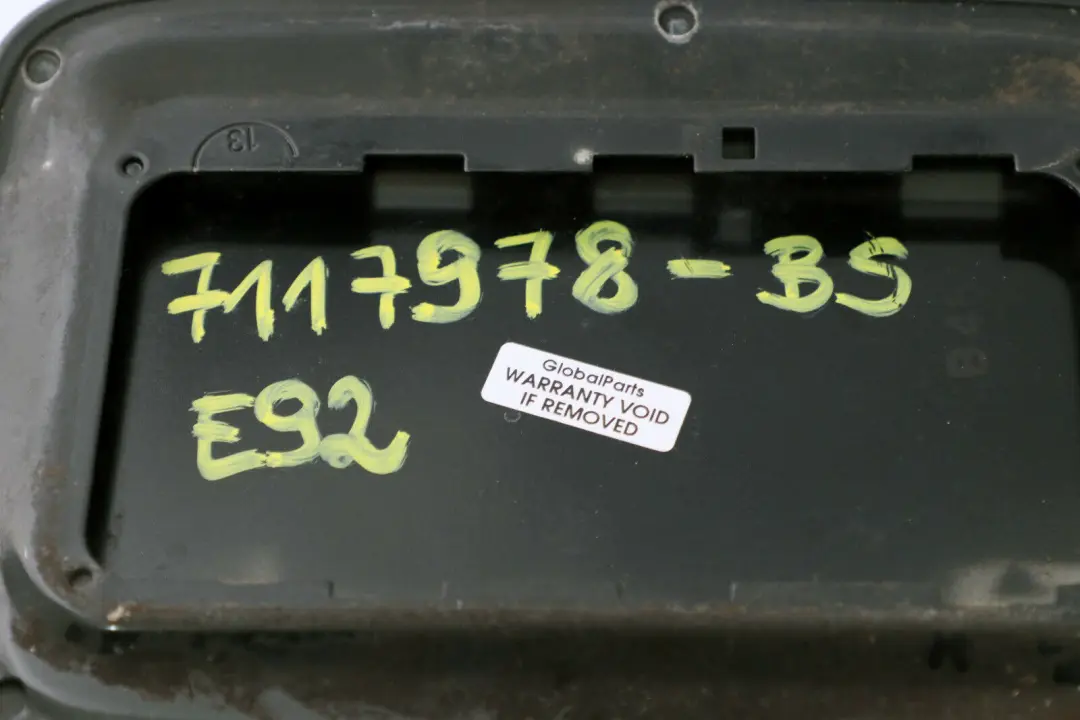 13
7117978-BS
E92
GlobalParts
WARRANTY VOID
IF REMOVED